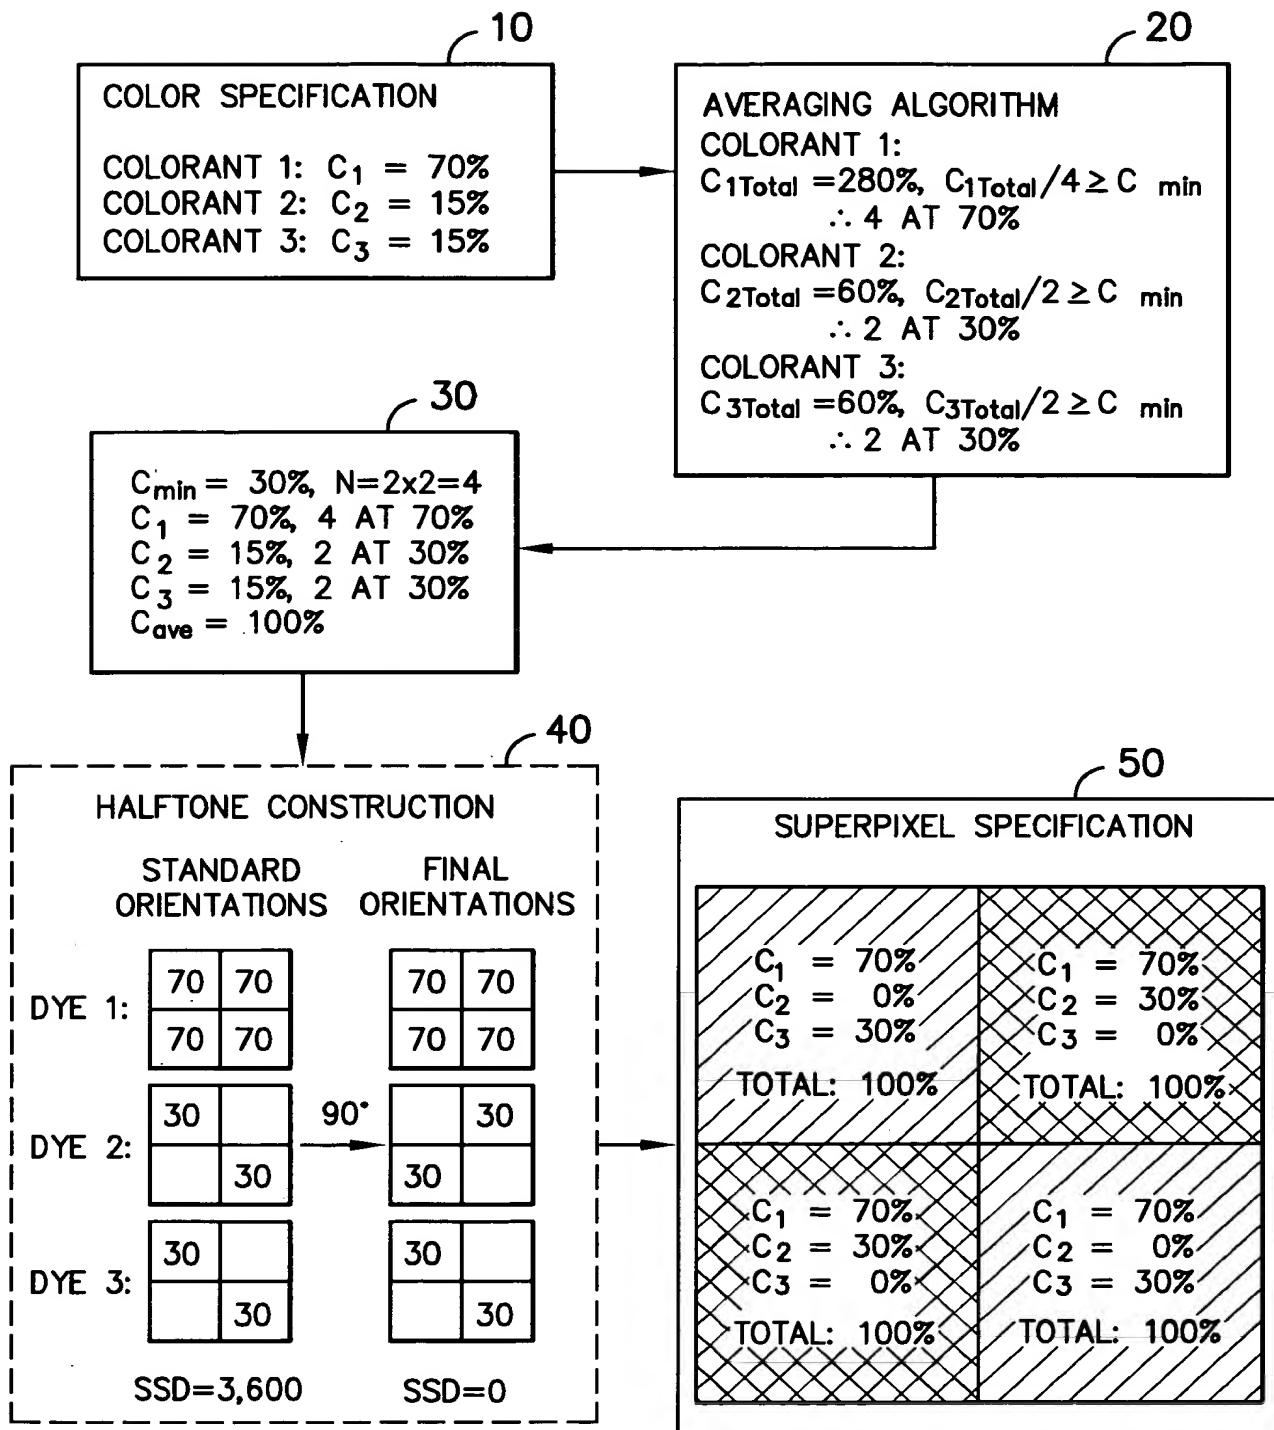 10
COLOR SPECIFICATION
COLORANT 1: C1 = 70%
COLORANT 2: C2 = 15%
COLORANT 3: C3 = 15%
20
AVERAGING ALGORITHM
COLORANT 1:
C1Total =280%, C1Total/4 ≥ C min
∴ 4 AT 70%
COLORANT 2:
C2Total =60%, C2Total/2 ≥ C min
∴ 2 AT 30%
COLORANT 3:
C3Total =60%, C3Total/2 ≥ C min
∴ 2 AT 30%
30
Cmin = 30%, N=2x2=4
C1 = 70%, 4 AT 70%
C2 = 15%, 2 AT 30%
C3 = 15%, 2 AT 30%
Cave = 100%
40
HALFTONE CONSTRUCTION
STANDARD ORIENTATIONS
FINAL ORIENTATIONS
DYE 1:
70 70
70 70
70 70
70 70
DYE 2:
30
30
90°
30
30
DYE 3:
30
30
30
30
SSD=3,600
SSD=0
50
SUPERPIXEL SPECIFICATION
C1 = 70%
C2 = 0%
C3 = 30%
TOTAL: 100%
C1 = 70%
C2 = 30%
C3 = 0%
TOTAL: 100%
C1 = 70%
C2 = 30%
C3 = 0%
TOTAL: 100%
C1 = 70%
C2 = 0%
C3 = 30%
TOTAL: 100%